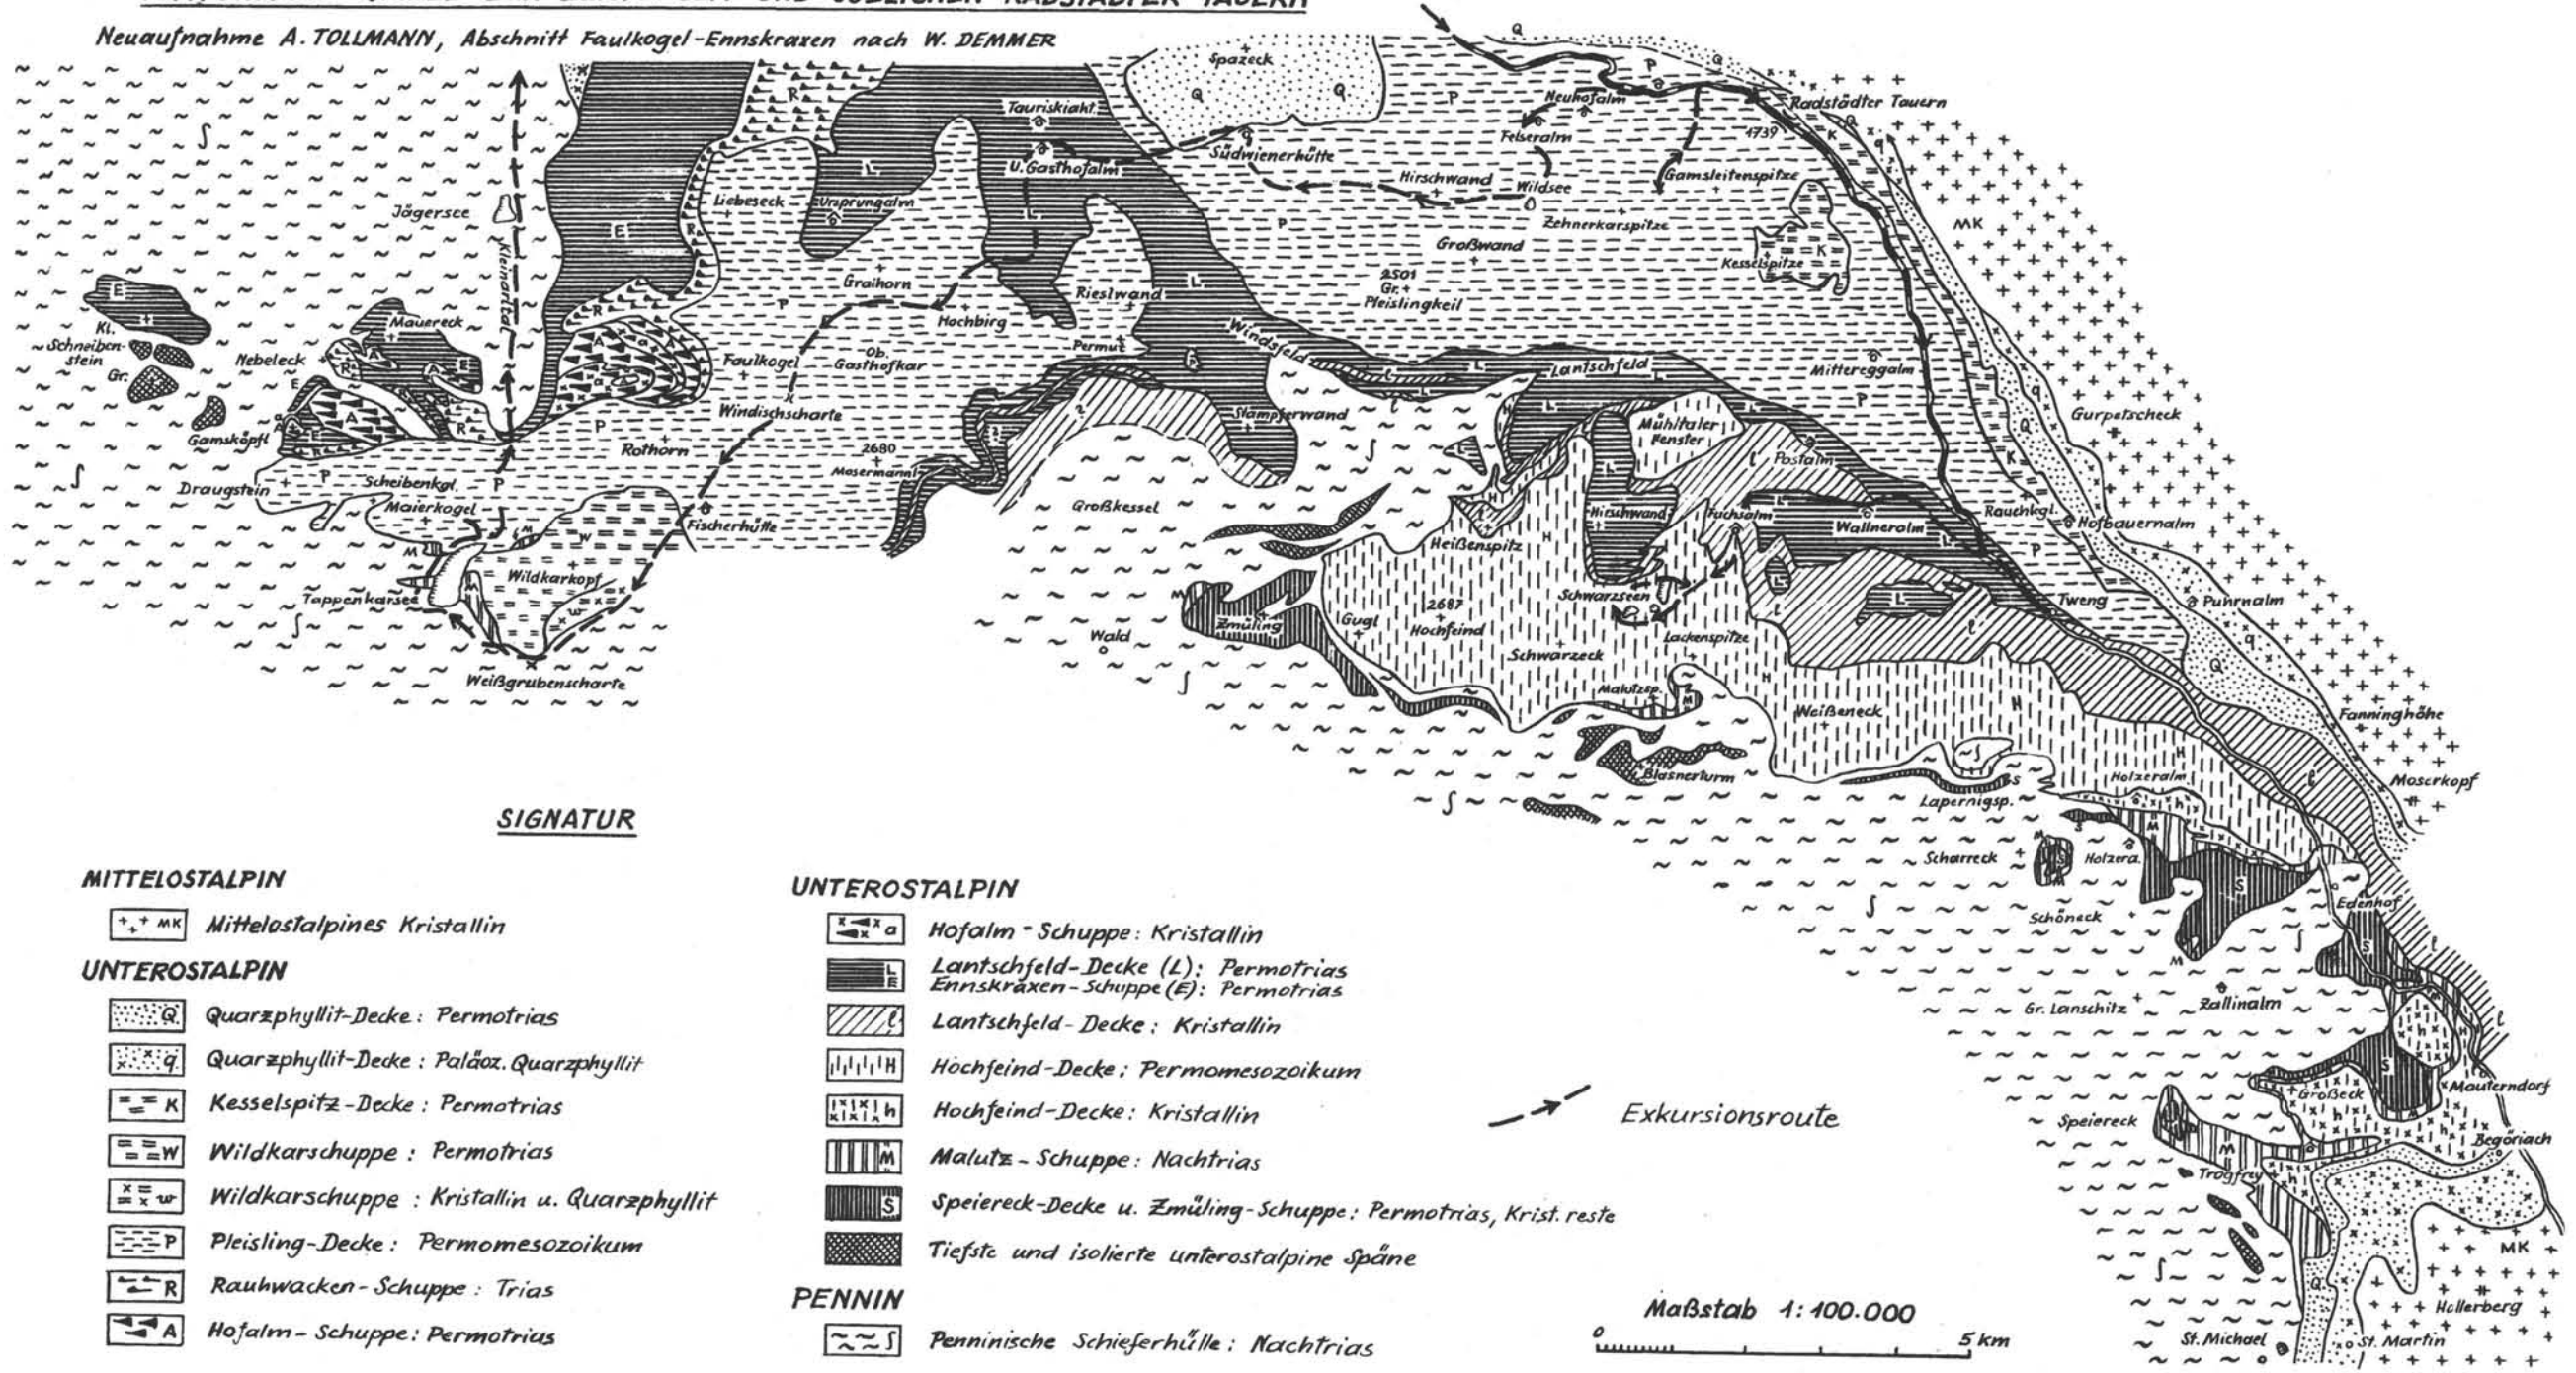 Neuaufnahme A. TOLLMANN, Abschnitt Faulkogel-Ennskraxen nach W. DEMMER
Spazeck
Radstädter Tauern
1739
Tauriskiaht.
Neuhofalm
Felseralm
Südwienerhütte
U. Gasthofalm
Hirschwand
Wildsee
Gamsleitenspitze
Liebeseck
Ursprungalm
Jägersee
Kleinarltal
Zehnerkarspitze
Großwand
Kesselspitze
2501
Gr. +
Pleislingkeil
Graihorn
Rieslwand
Hochbirg
Kl.
Schneiben-
stein
Gr.
Mauereck
Nebeleck
Faulkogel
Ob.
Gasthofkar
Permut
Windsfeld
Lantschfeld
Mittereggalm
Gurpetscheck
Windischscharte
Stampferwand
Mühltaler
Fenster
Gamsköpfl
Rothorn
2680
Mosermannl
Postalm
Draugstein
Scheibenkgl.
Maierkogel
Fischerhütte
Großkessel
Hirschwand
Fuchsalm
Wallneralm
Rauchkgl.
Hofbauernalm
Heißenspitz
Wildkarkopf
Tappenkarsee
Schwarzseen
Tweng
Puhrnalm
Zmüling
Gugl
2687
Hochfeind
Wald
Schwarzeck
Lackenspitze
Weißgrubenscharte
Malutzsp.
Weißeneck
Fanninghöhe
Blasnerturm
Holzeralm
Moserkopf
Lapernigsp.
Scharreck
Holzera.
Schöneck
Edenhof
Gr. Lanschitz
Zallinalm
Mauterndorf
Großeck
Speiereck
Begöriach
Trogfrey
MK
Hollerberg
St. Michael
St. Martin
SIGNATUR
MITTELOSTALPIN
MK Mittelostalpines Kristallin
UNTEROSTALPIN
Q Quarzphyllit-Decke: Permotrias
q Quarzphyllit-Decke: Paläoz. Quarzphyllit
K Kesselspitz-Decke: Permotrias
W Wildkarschuppe: Permotrias
w Wildkarschuppe: Kristallin u. Quarzphyllit
P Pleisling-Decke: Permomesozoikum
R Rauhwacken-Schuppe: Trias
A Hofalm-Schuppe: Permotrias
UNTEROSTALPIN
a Hofalm-Schuppe: Kristallin
L Lantschfeld-Decke (L): Permotrias
E Ennskraxen-Schuppe (E): Permotrias
l Lantschfeld-Decke: Kristallin
H Hochfeind-Decke: Permomesozoikum
h Hochfeind-Decke: Kristallin
M Malutz-Schuppe: Nachtrias
S Speiereck-Decke u. Zmüling-Schuppe: Permotrias, Krist. reste
Tiefste und isolierte unterostalpine Späne
PENNIN
Penninische Schieferhülle: Nachtrias
Exkursionsroute
Maßstab 1:100.000
0 5 km